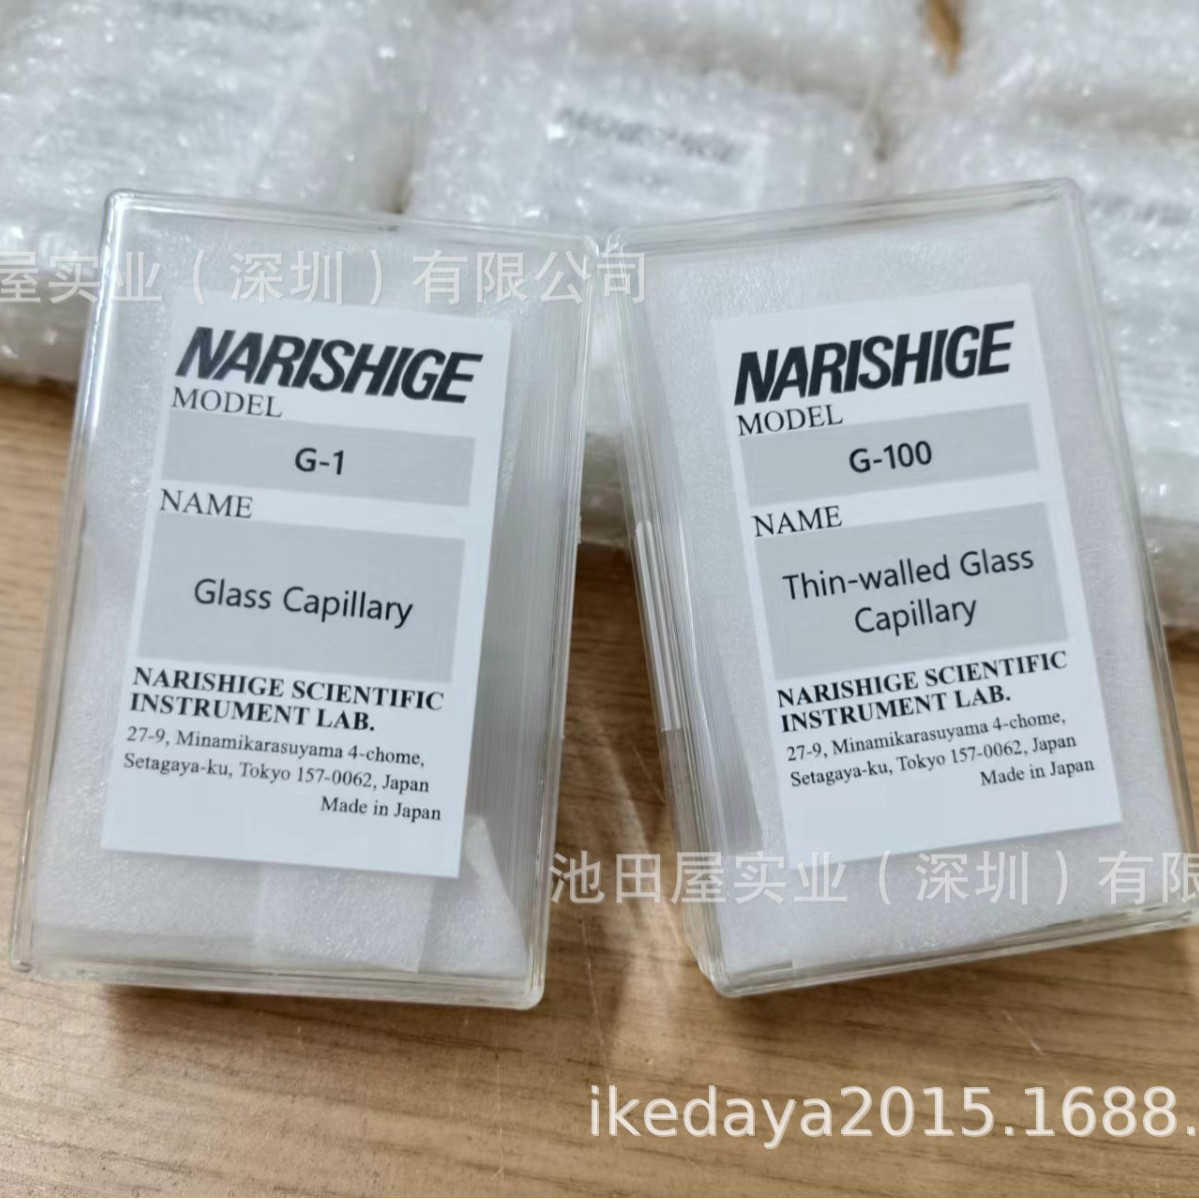 屋实业（深圳）有限公司
NARISHIGE
MODEL
G-1
NAME
Glass Capillary
NARISHIGE SCIENTIFIC
INSTRUMENT LAB.
27-9, Minamikarasuyama 4-chome,
Setagaya-ku, Tokyo 157-0062, Japan
Made in Japan
NARISHIGE
MODEL
G-100
NAME
Thin-walled Glass
Capillary
NARISHIGE SCIENTIFIC
INSTRUMENT LAB.
27-9, Minamikarasuyama 4-chome,
Setagaya-ku, Tokyo 157-0062, Japan
Made in Japan
池田屋实业（深圳）有限
ikedaya2015.1688.